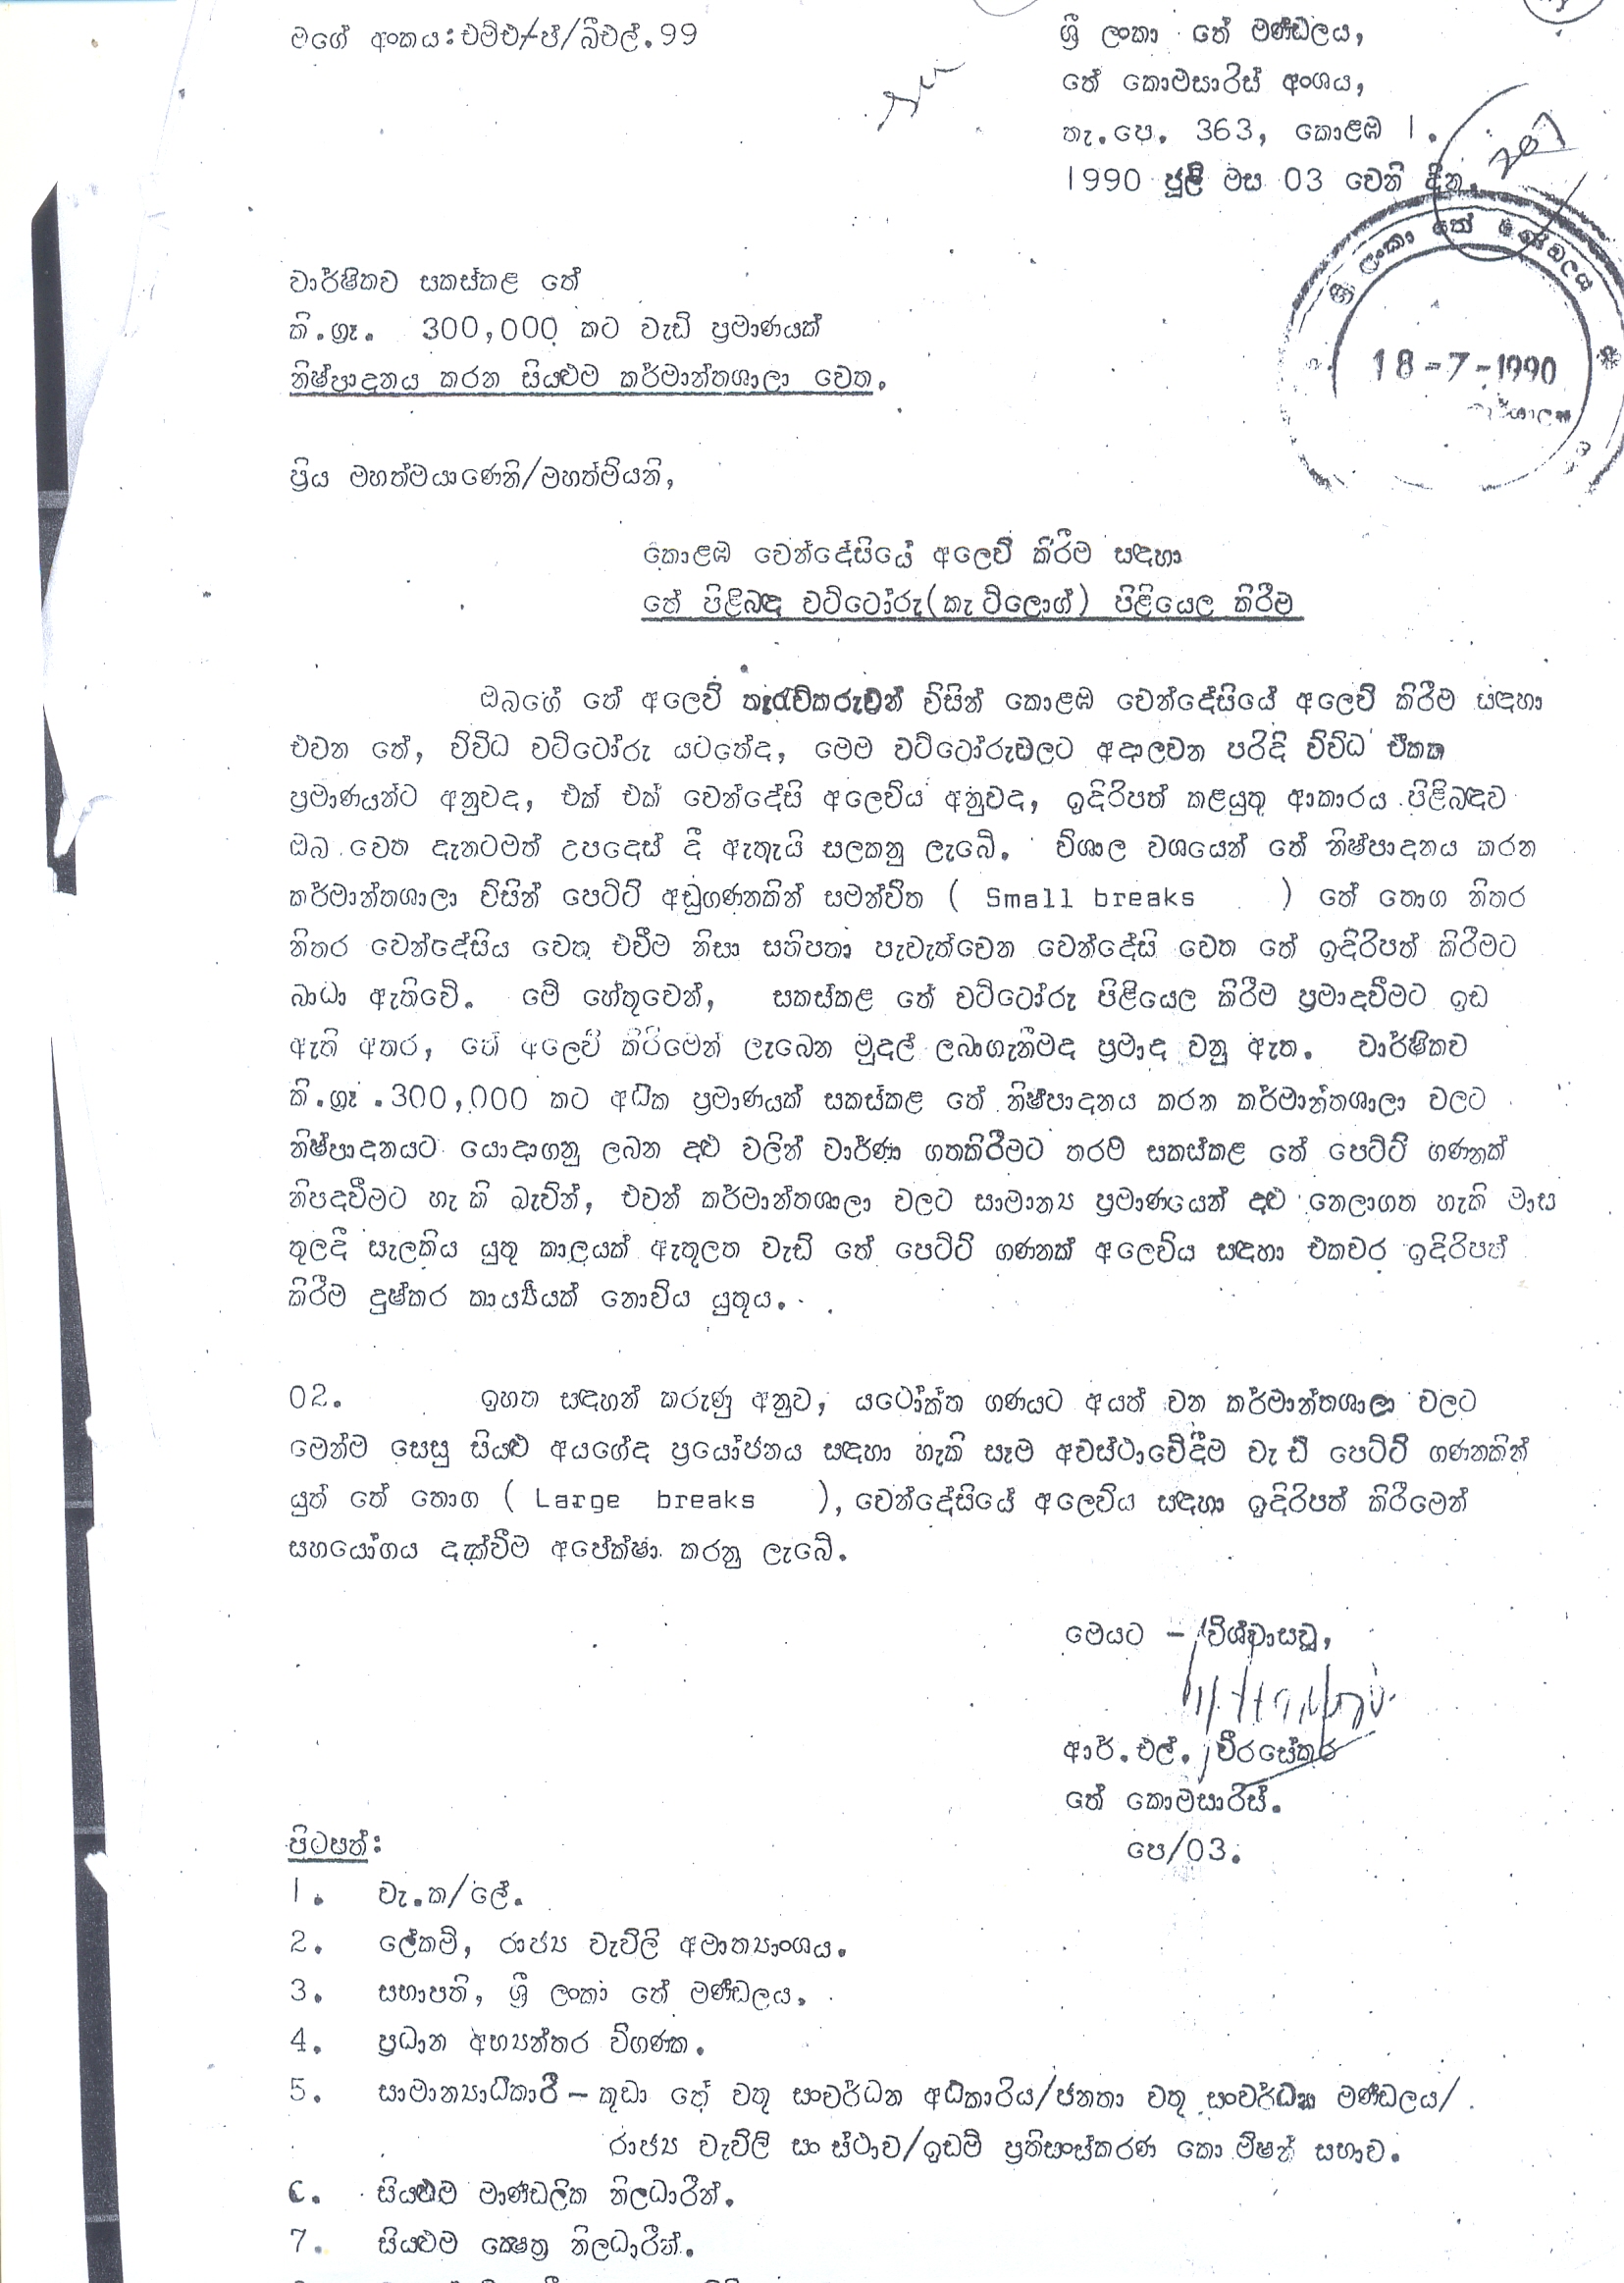 මගේ අංකය:එම්එ/ප්/බීඑල්.99
ශ්‍රී ලංකා තේ මණ්ඩලය,
තේ කොමසාරිස් අංශය,
තැ.පෙ. 363, කොළඹ 1.
1990 ජූලි මස 03 වෙනි දින.
ශ්‍රී ලංකා තේ මණ්ඩලය
18-7-1990
වාර්ෂිකව සකස්කළ තේ
කි.ග්‍රෑ. 300,000 කට වැඩි ප්‍රමාණයක්
නිෂ්පාදනය කරන සියළුම කර්මාන්තශාලා වෙත.
ප්‍රිය මහත්මයාණෙනි/මහත්මියනි,
කොළඹ වෙන්දේසියේ අලෙවි කිරීම සඳහා
තේ පිළිබඳ වට්ටෝරු(කැටලොග්) පිළියෙල කිරීම
ඔබගේ තේ අලෙවි තැරැව්කරුවන් විසින් කොළඹ වෙන්දේසියේ අලෙවි කිරීම සඳහා
එවන තේ, විවිධ වට්ටෝරු යටතේද, මෙම වට්ටෝරුවලට අදාලවන පරිදි විවිධ ඒකක
ප්‍රමාණයන්ට අනුවද, එක් එක් වෙන්දේසි අලෙවිය අනුවද, ඉදිරිපත් කළයුතු ආකාරය පිළිබඳව
ඔබ වෙත දැනටමත් උපදෙස් දී ඇතැයි සලකනු ලැබේ. විශාල වශයෙන් තේ නිෂ්පාදනය කරන
කර්මාන්තශාලා විසින් පෙට්ටි අඩුගණනකින් සමන්විත ( Small breaks ) තේ තොග නිතර
නිතර වෙන්දේසිය වෙත එවීම නිසා සතිපතා පැවැත්වෙන වෙන්දේසි වෙත තේ ඉදිරිපත් කිරීමට
බාධා ඇතිවේ. මේ හේතුවෙන්, සකස්කළ තේ වට්ටෝරු පිළියෙල කිරීම ප්‍රමාදවීමට ඉඩ
ඇති අතර, තේ අලෙවි කිරීමෙන් ලැබෙන මුදල් ලබාගැනීමද ප්‍රමාද වනු ඇත. වාර්ෂිකව
කි.ග්‍රෑ.300,000 කට අධික ප්‍රමාණයක් සකස්කළ තේ නිෂ්පාදනය කරන කර්මාන්තශාලා වලට
නිෂ්පාදනයට යොදාගනු ලබන දළු වලින් වාර්ණා ගතකිරීමට තරම් සකස්කළ තේ පෙට්ටි ගණනක්
නිපදවීමට හැකි බැවින්, එවන් කර්මාන්තශාලා වලට සාමාන්‍ය ප්‍රමාණයෙන් දළු නෙලාගත හැකි මාස
තුලදී සැලකිය යුතු කාලයක් ඇතුලත වැඩි තේ පෙට්ටි ගණනක් අලෙවිය සඳහා එකවර ඉදිරිපත්
කිරීම දුෂ්කර කාර්‍ය්‍යයක් නොවිය යුතුය.
02. ඉහත සඳහන් කරුණු අනුව, යථෝක්ත ගණයට අයත් වන කර්මාන්තශාලා වලට
මෙන්ම සෙසු සියළු අයගේද ප්‍රයෝජනය සඳහා හැකි සෑම අවස්ථාවේදීම වැඩි පෙට්ටි ගණනකින්
යුත් තේ තොග ( Large breaks ),වෙන්දේසියේ අලෙවිය සඳහා ඉදිරිපත් කිරීමෙන්
සහයෝගය දැක්වීම අපේක්ෂා කරනු ලැබේ.
මෙයට - විශ්වාසවූ,
ආර්.එල්. වීරසේකර
තේ කොමසාරිස්.
පෙ/03.
පිටපත්:
1. වැ.ක/ලේ.
2. ලේකම්, රාජ්‍ය වැවිලි අමාත්‍යාංශය.
3. සභාපති, ශ්‍රී ලංකා තේ මණ්ඩලය.
4. ප්‍රධාන අභ්‍යන්තර විගණක.
5. සාමාන්‍යාධිකාරී - කුඩා තේ වතු සංවර්ධන අධිකාරිය/ජනතා වතු සංවර්ධන මණ්ඩලය/
රාජ්‍ය වැවිලි සංස්ථාව/ඉඩම් ප්‍රතිසංස්කරණ කොමිෂන් සභාව.
6. සියළුම මාණ්ඩලික නිලධාරීන්.
7. සියළුම ක්ෂෙත්‍ර නිලධාරීන්.